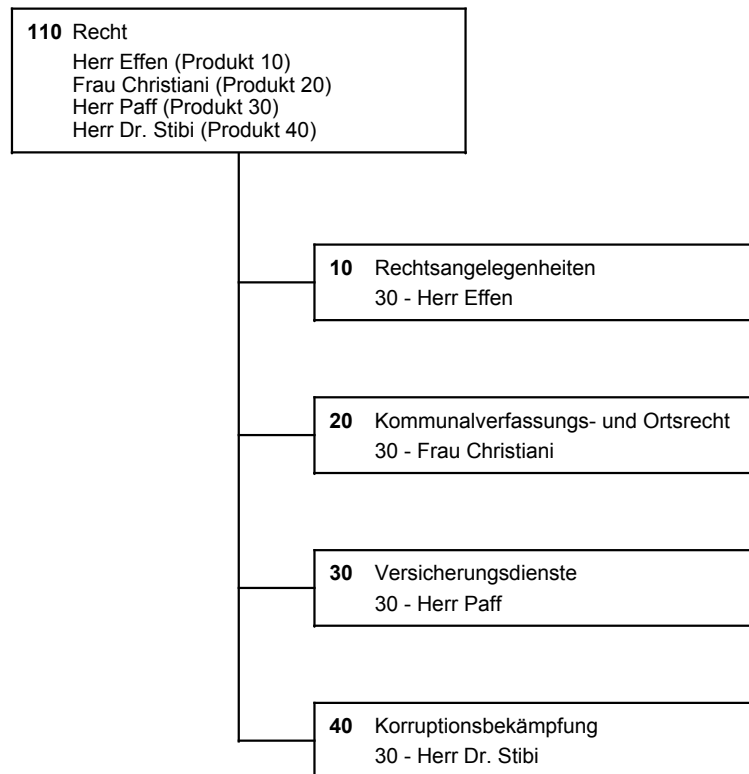 110 Recht
Herr Effen (Produkt 10)
Frau Christiani (Produkt 20)
Herr Paff (Produkt 30)
Herr Dr. Stibi (Produkt 40)
10 Rechtsangelegenheiten
30 - Herr Effen
20 Kommunalverfassungs- und Ortsrecht
30 - Frau Christiani
30 Versicherungsdienste
30 - Herr Paff
40 Korruptionsbekämpfung
30 - Herr Dr. Stibi